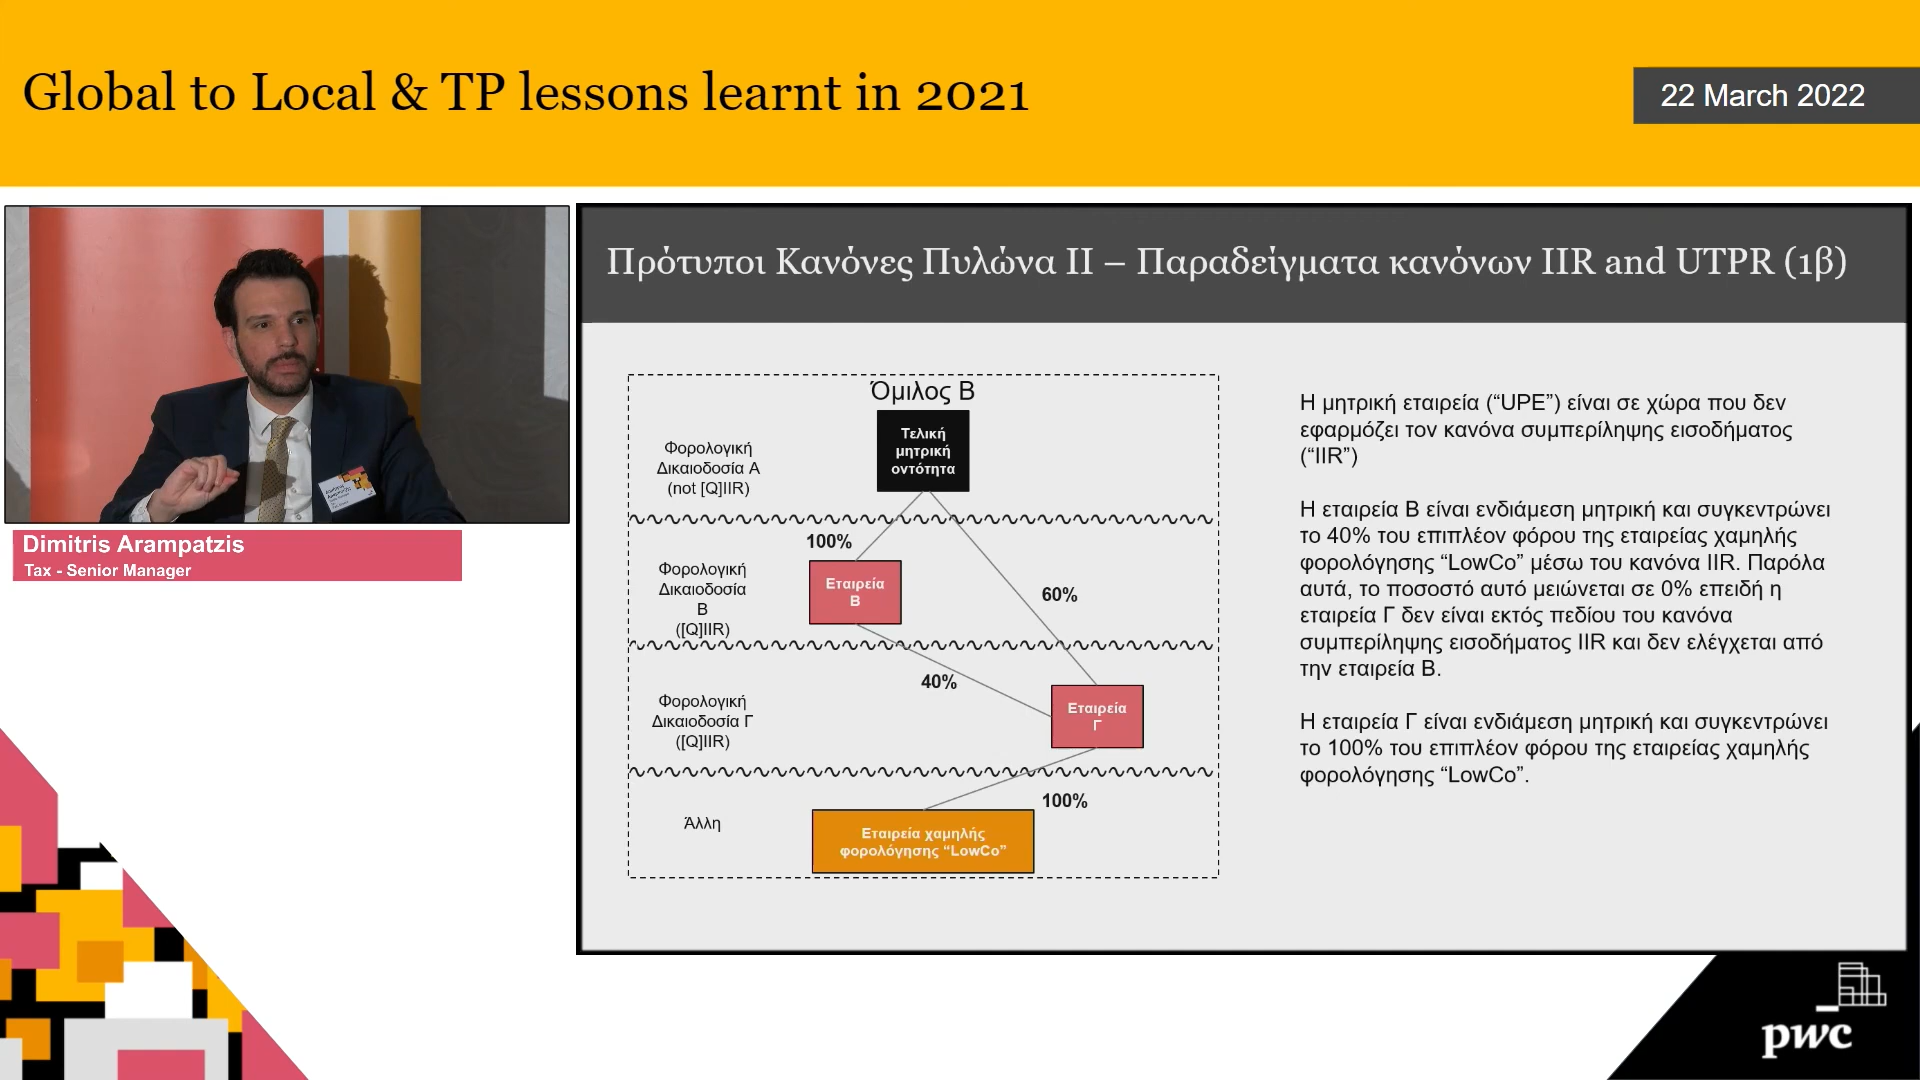 Global to Local & TP lessons learnt in 2021
22 March 2022
Dimitris Arampatzis
Tax - Senior Manager
Πρότυποι Κανόνες Πυλώνα II – Παραδείγματα κανόνων IIR and UTPR (1β)
Όμιλος Β
Τελική
μητρική
οντότητα
Φορολογική
Δικαιοδοσία Α
(not [Q]IIR)
100%
Φορολογική
Δικαιοδοσία
Β
([Q]IIR)
Εταιρεία
Β
60%
40%
Φορολογική
Δικαιοδοσία Γ
([Q]IIR)
Εταιρεία
Γ
100%
Άλλη
Εταιρεία χαμηλής
φορολόγησης “LowCo”
Η μητρική εταιρεία (“UPE”) είναι σε χώρα που δεν
εφαρμόζει τον κανόνα συμπερίληψης εισοδήματος
(“IIR”)
Η εταιρεία Β είναι ενδιάμεση μητρική και συγκεντρώνει
το 40% του επιπλέον φόρου της εταιρείας χαμηλής
φορολόγησης “LowCo” μέσω του κανόνα IIR. Παρόλα
αυτά, το ποσοστό αυτό μειώνεται σε 0% επειδή η
εταιρεία Γ δεν είναι εκτός πεδίου του κανόνα
συμπερίληψης εισοδήματος IIR και δεν ελέγχεται από
την εταιρεία Β.
Η εταιρεία Γ είναι ενδιάμεση μητρική και συγκεντρώνει
το 100% του επιπλέον φόρου της εταιρείας χαμηλής
φορολόγησης “LowCo”.
pwc